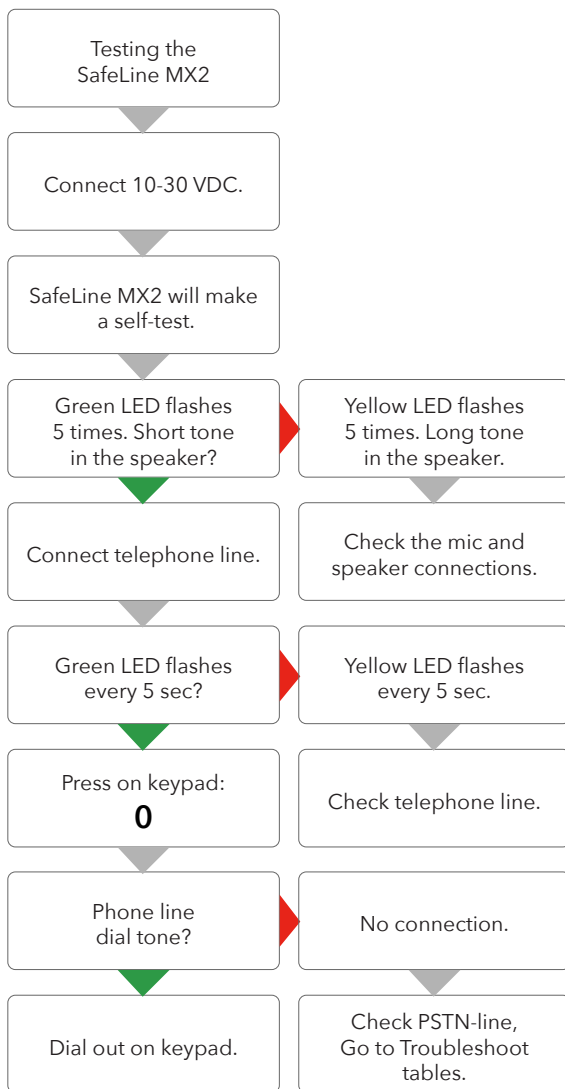 Testing the
SafeLine MX2
Connect 10-30 VDC.
SafeLine MX2 will make
a self-test.
Green LED flashes
5 times. Short tone
in the speaker?
Yellow LED flashes
5 times. Long tone
in the speaker.
Connect telephone line.
Check the mic and
speaker connections.
Green LED flashes
every 5 sec?
Yellow LED flashes
every 5 sec.
Press on keypad:
0
Check telephone line.
Phone line
dial tone?
No connection.
Dial out on keypad.
Check PSTN-line,
Go to Troubleshoot
tables.